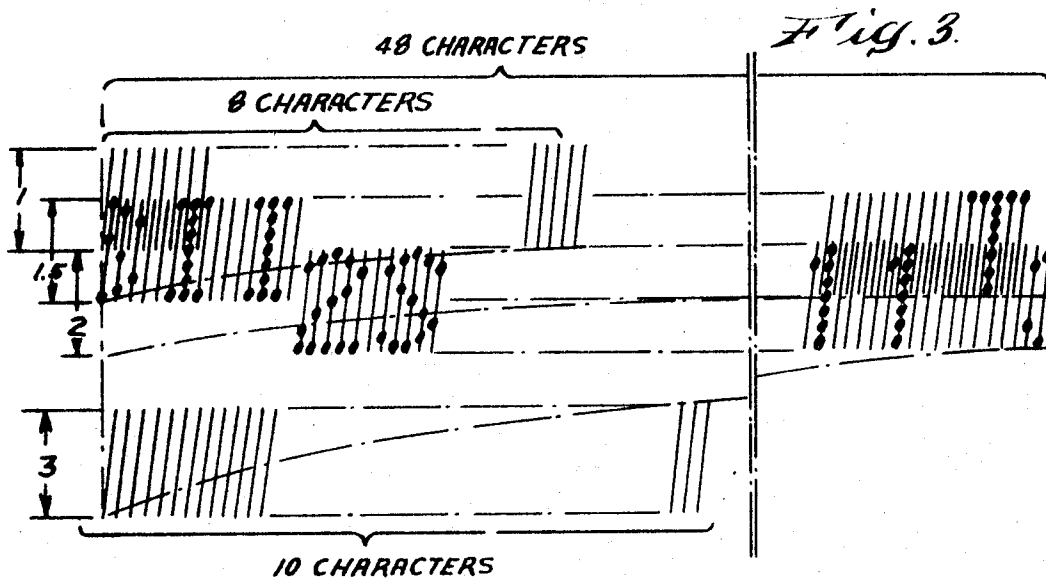 Fig. 3.
48 CHARACTERS
8 CHARACTERS
1
1.5
2
3
10 CHARACTERS